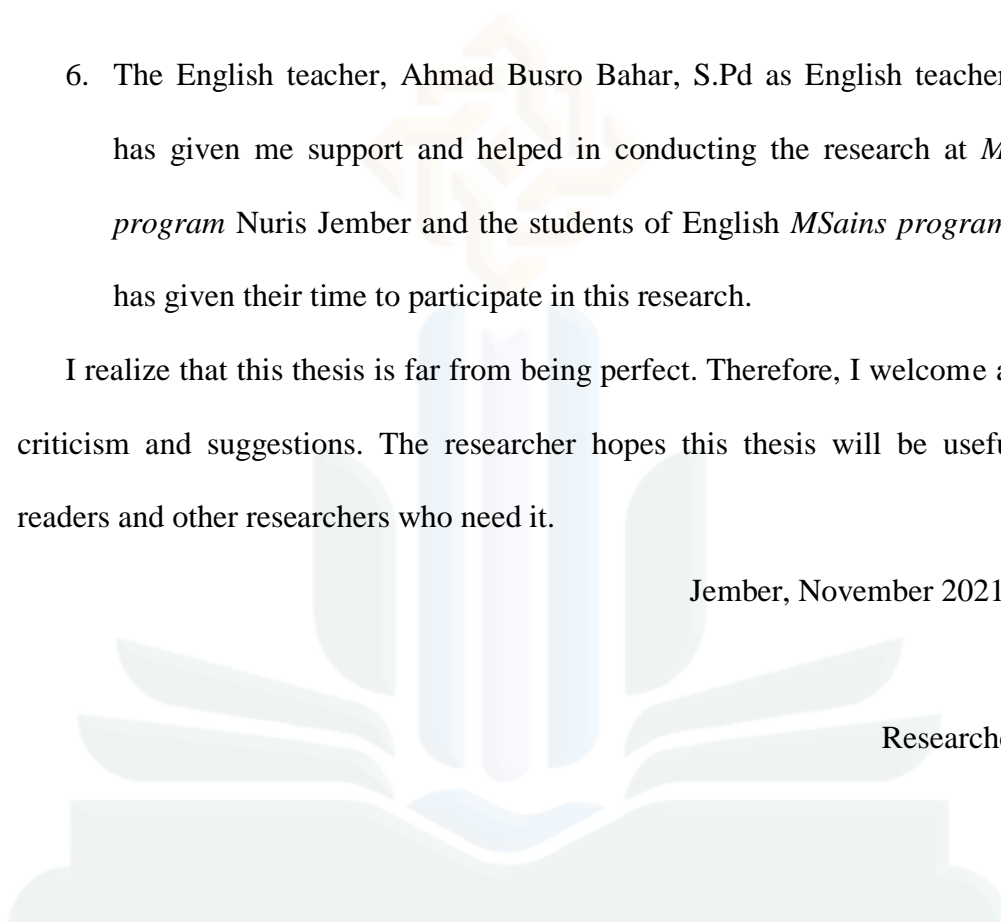 6. The English teacher, Ahmad Busro Bahar, S.Pd as English teacher
has given me support and helped in conducting the research at M
program Nuris Jember and the students of English MSains program
has given their time to participate in this research.
I realize that this thesis is far from being perfect. Therefore, I welcome a
criticism and suggestions. The researcher hopes this thesis will be usefu
readers and other researchers who need it.
Jember, November 2021
Research